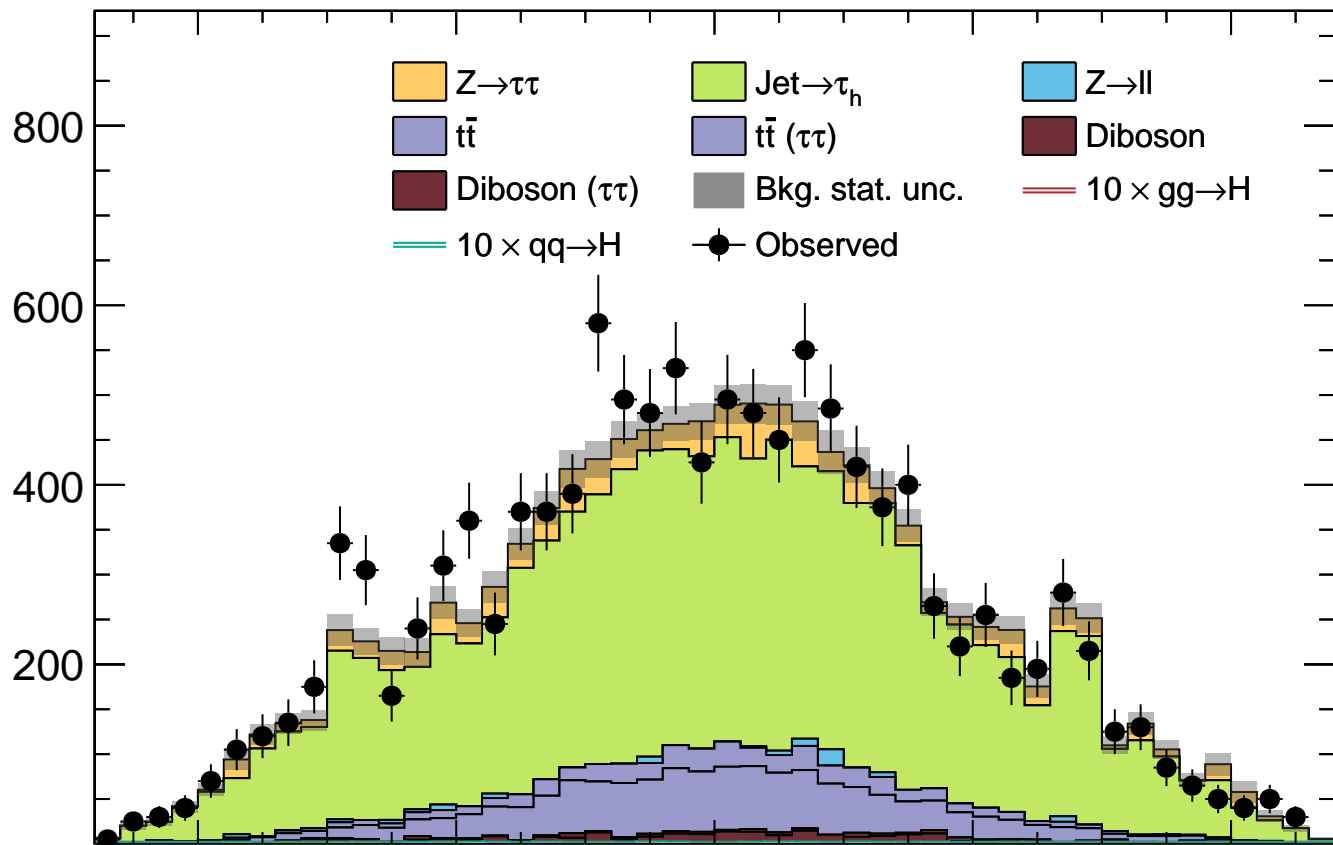 Z→ττ Jet→τh Z→ll
800
tt̄ tt̄ (ττ) Diboson
Diboson (ττ) Bkg. stat. unc. 10 × gg→H
10 × qq→H Observed
600
400
200